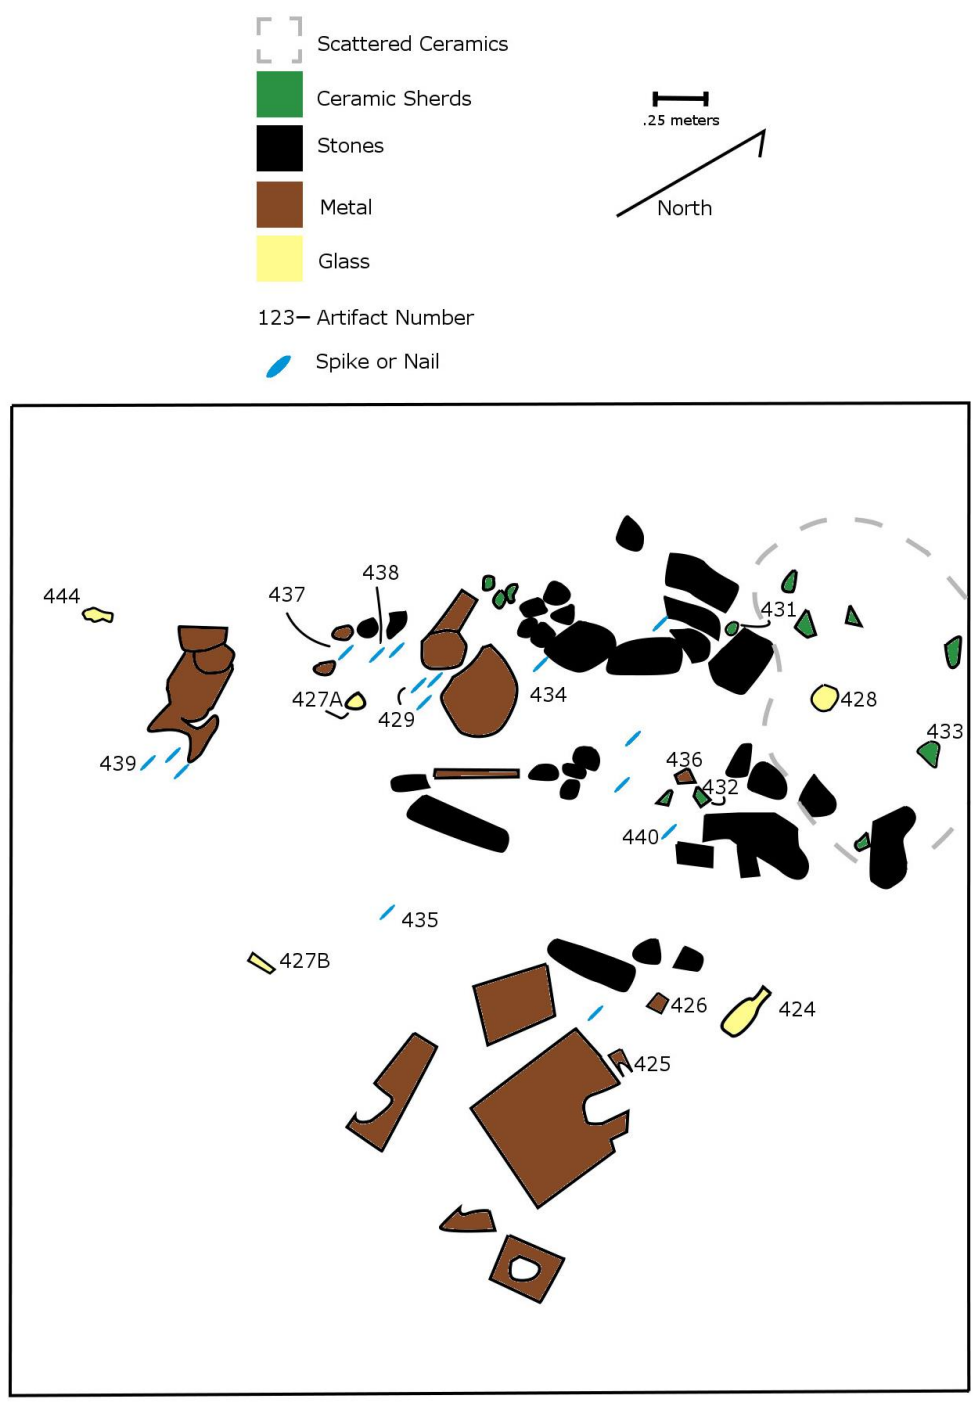 Scattered Ceramics
Ceramic Sherds
.25 meters
Stones
Metal
North
Glass
123– Artifact Number
Spike or Nail
438
437
444
431
427A
434
428
429
433
439
436
432
440
435
427B
426
424
425